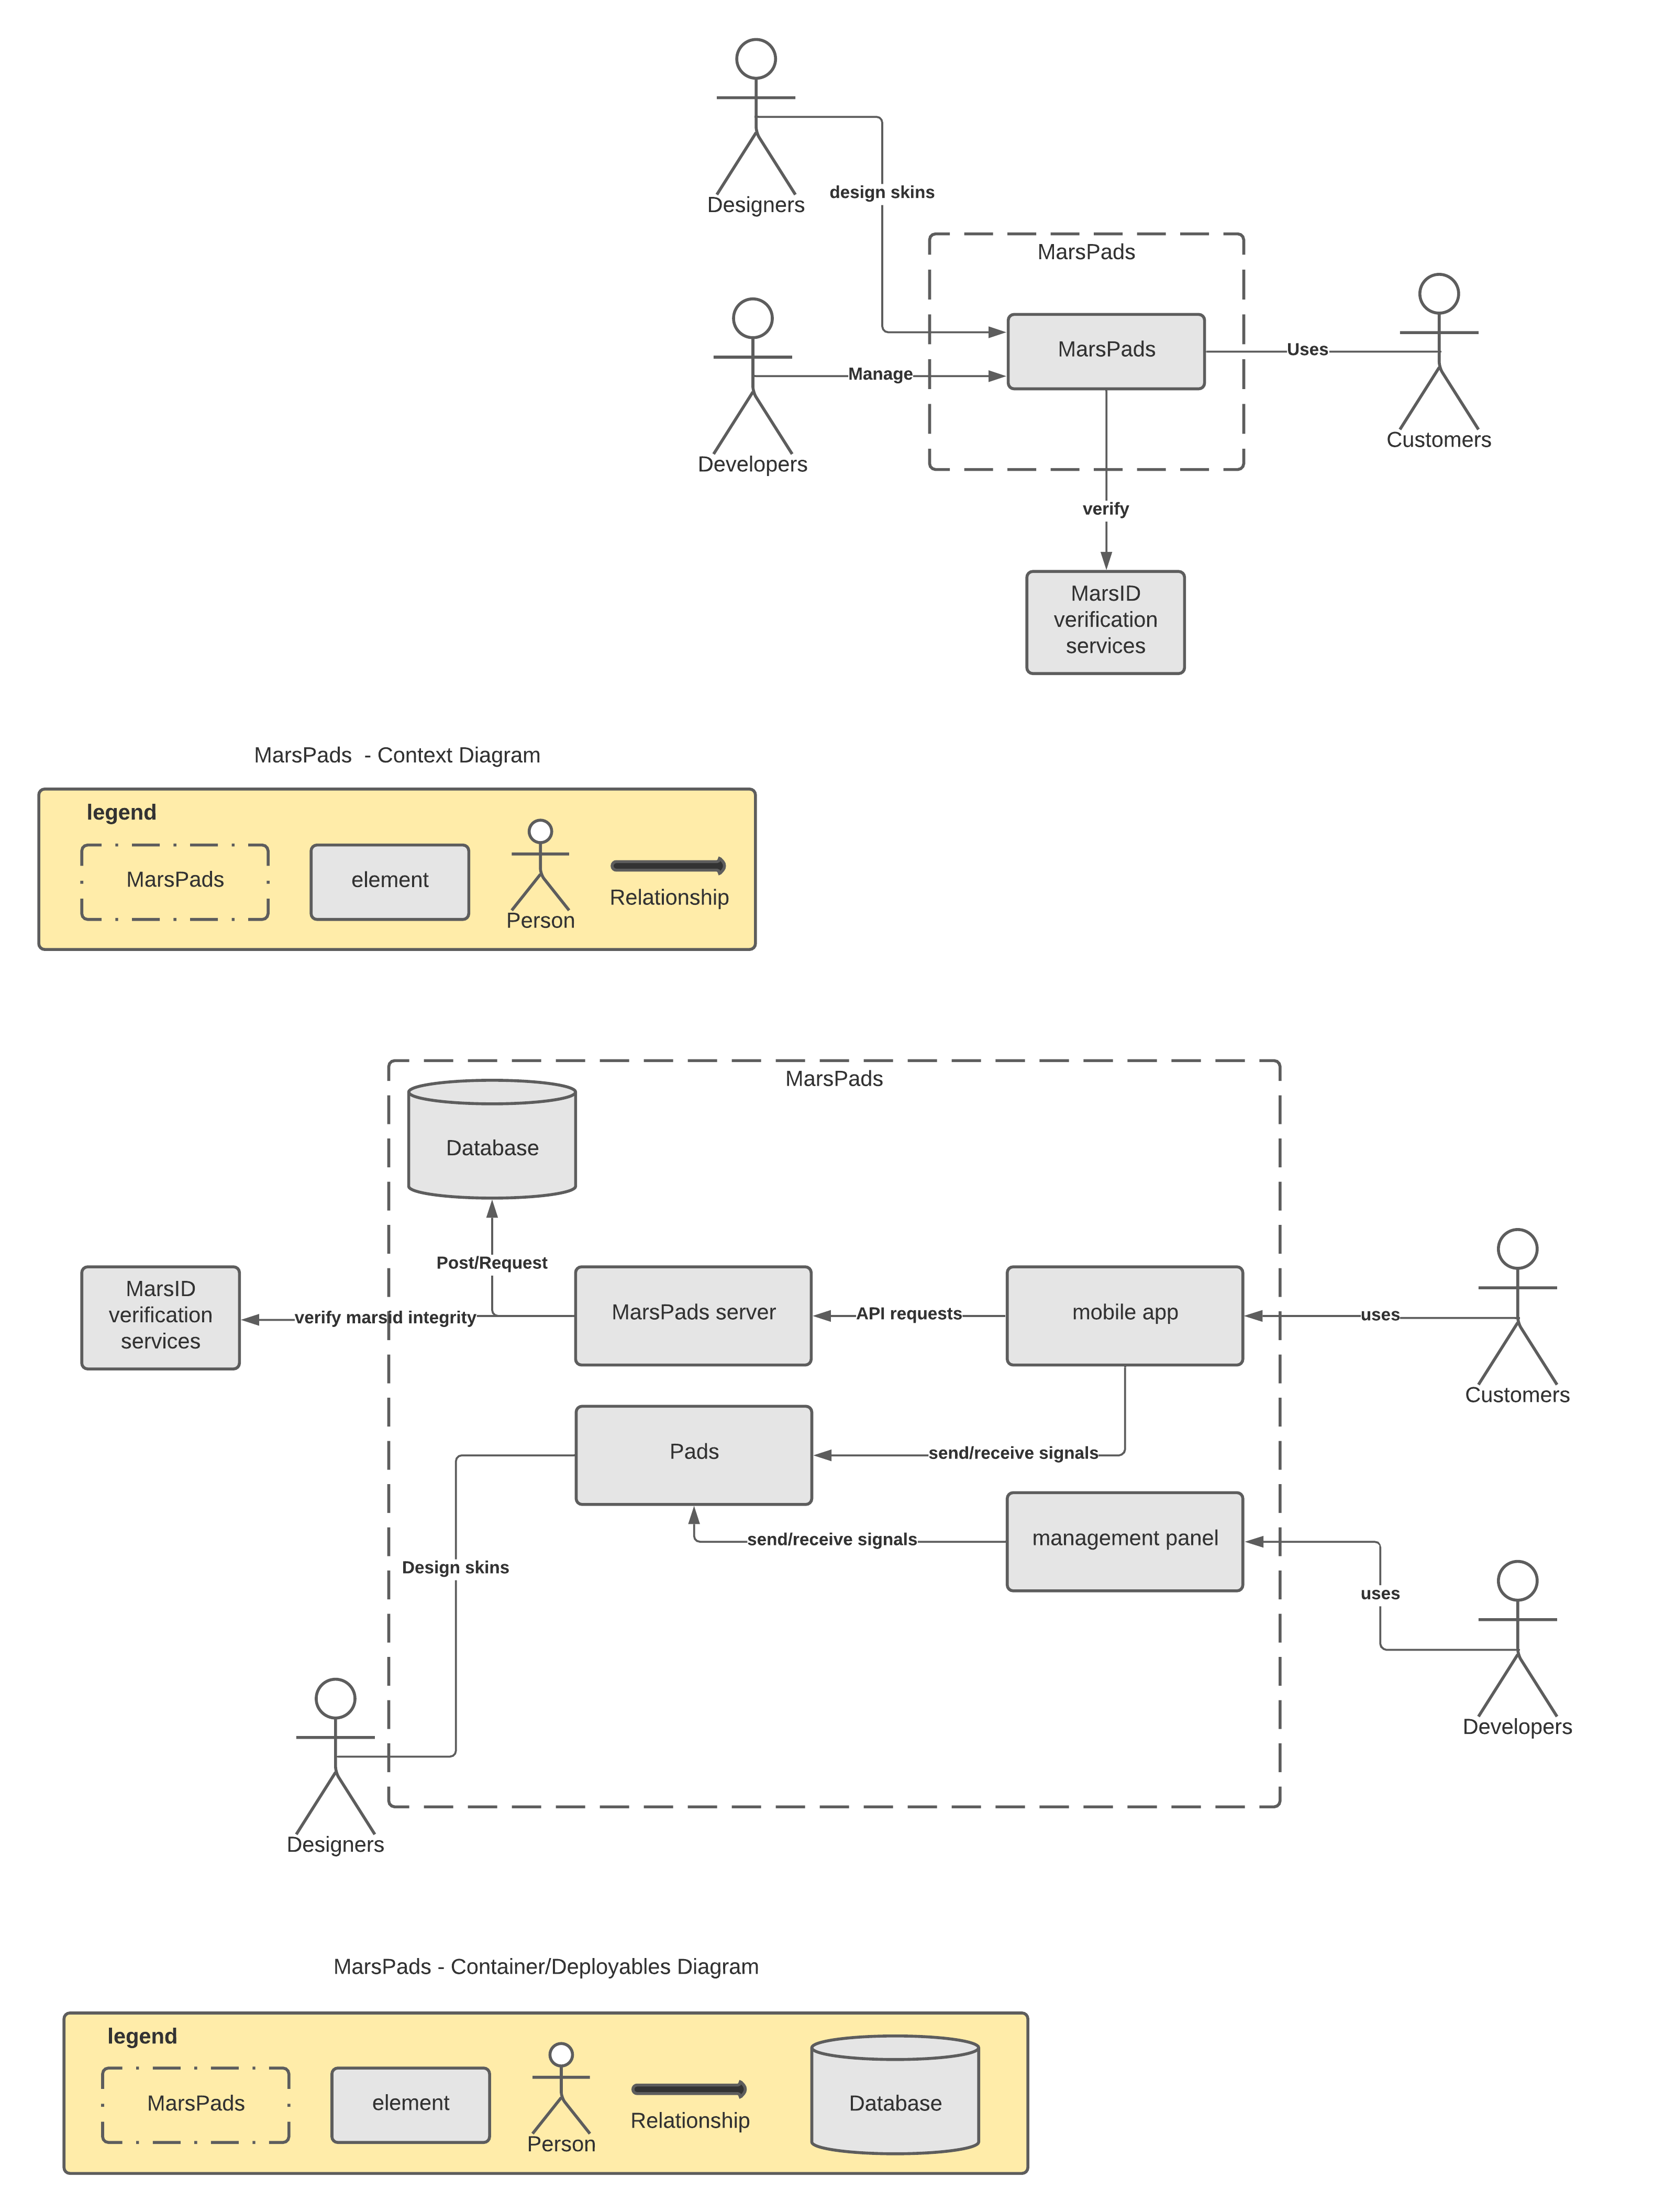 Designers
design skins
MarsPads
MarsPads
Uses
Customers
Manage
Developers
verify
MarsID
verification
services
MarsPads  - Context Diagram
legend
MarsPads
element
Person
Relationship
MarsPads
Database
Post/Request
MarsID
verification
services
verify marsid integrity
MarsPads server
API requests
mobile app
uses
Customers
Pads
send/receive signals
send/receive signals
management panel
Design skins
uses
Developers
Designers
MarsPads - Container/Deployables Diagram
legend
MarsPads
element
Person
Relationship
Database